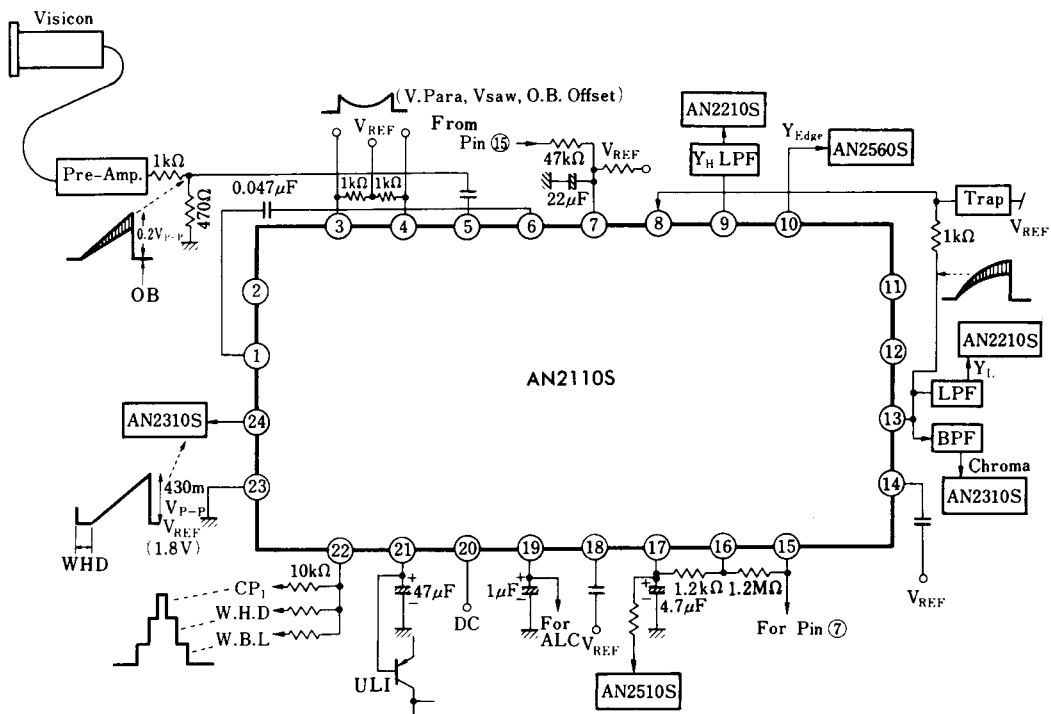 Visicon
(V.Para, Vsaw, O.B. Offset)
VREF
From
Pin ⑮
47kΩ
VREF
22μF
AN2210S
YH LPF
YEdge
AN2560S
Pre-Amp.
1kΩ
470Ω
0.047μF
1kΩ
1kΩ
0.2VP-P
OB
Trap
VREF
1kΩ
3
4
5
6
7
8
9
10
2
11
1
12
AN2110S
AN2210S
YL
LPF
13
BPF
Chroma
AN2310S
AN2310S
24
23
14
430m
VP-P
VREF
(1.8V)
WHD
VREF
22
21
20
19
18
17
16
15
10kΩ
CP1
W.H.D
W.B.L
+
47μF
−
DC
1μF
+
−
For
ALC
VREF
+
−
4.7μF
1.2kΩ
1.2MΩ
For Pin ⑦
ULI
AN2510S